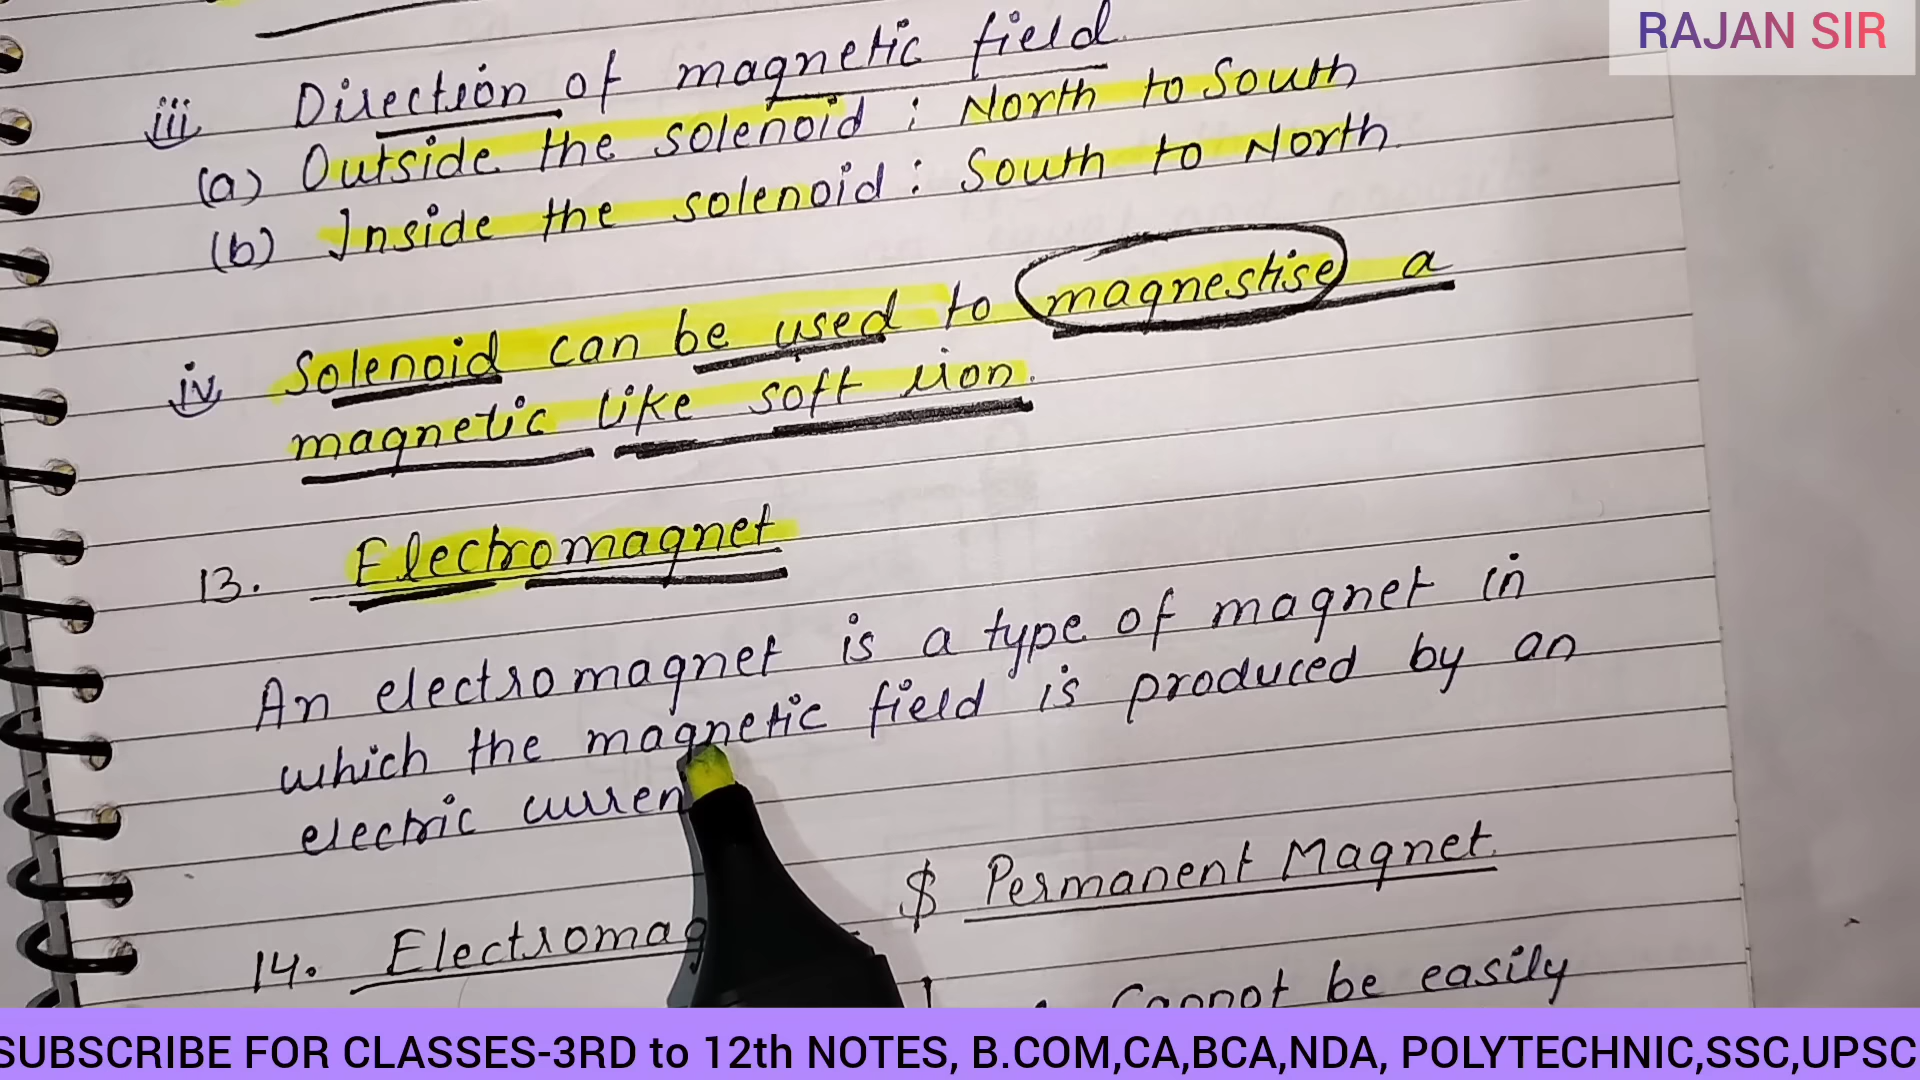 RAJAN SIR
iii Direction of magnetic field
(a) Outside the solenoid : North to South
(b) Inside the solenoid : South to North.
iv Solenoid can be used to magnestise a
magnetic like soft iron.
13. Electromagnet
An electromagnet is a type of magnet in
which the magnetic field is produced by an
electric curren
14. Electromag $ Permanent Magnet.
Cannot be easily
SUBSCRIBE FOR CLASSES-3RD to 12th NOTES, B.COM,CA,BCA,NDA, POLYTECHNIC,SSC,UPSC